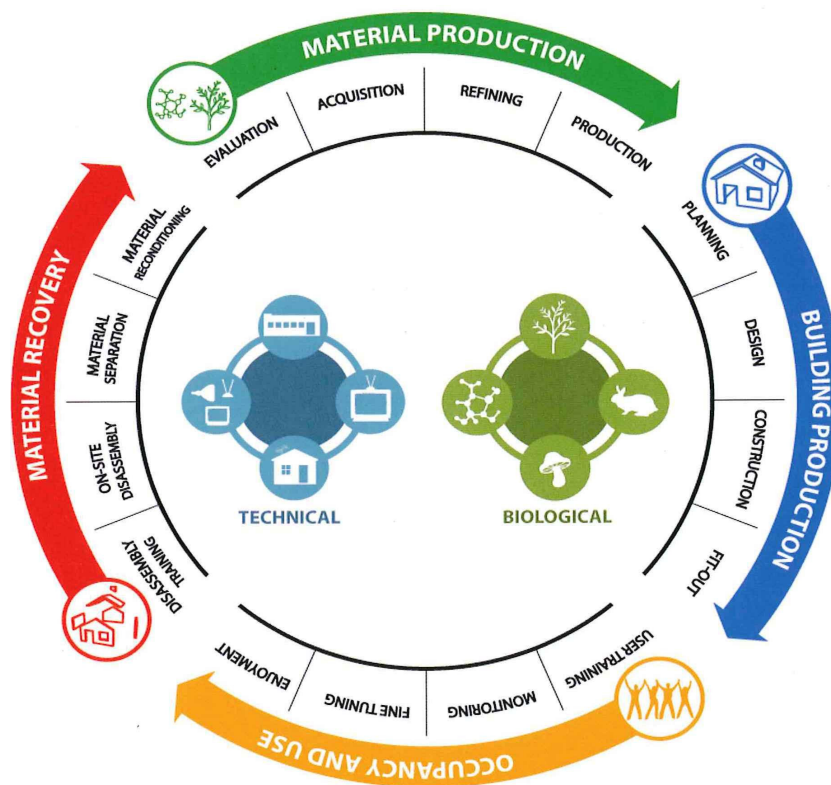 MATERIAL PRODUCTION
EVALUATION
ACQUISITION
REFINING
PRODUCTION
BUILDING PRODUCTION
PLANNING
DESIGN
CONSTRUCTION
FIT-OUT
OCCUPANCY AND USE
USER TRAINING
MONITORING
FINE TUNING
ENJOYMENT
MATERIAL RECOVERY
DISASSEMBLY
TRAINING
ON-SITE
DISASSEMBLY
MATERIAL
SEPARATION
MATERIAL
RECONDITIONING
TECHNICAL
BIOLOGICAL